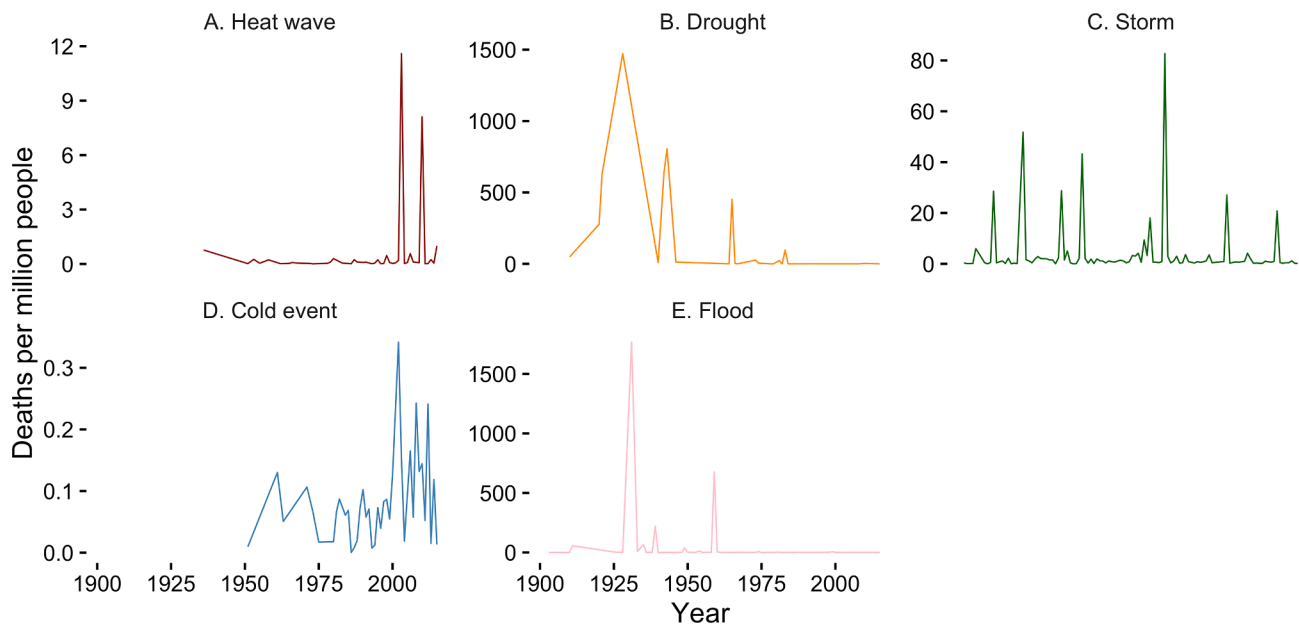 A. Heat wave
B. Drought
C. Storm
12
9
6
3
0
1500
1000
500
0
80
60
40
20
0
Deaths per million people
D. Cold event
E. Flood
0.3
0.2
0.1
0.0
1500
1000
500
0
1900 1925 1950 1975 2000
1900 1925 1950 1975 2000
Year